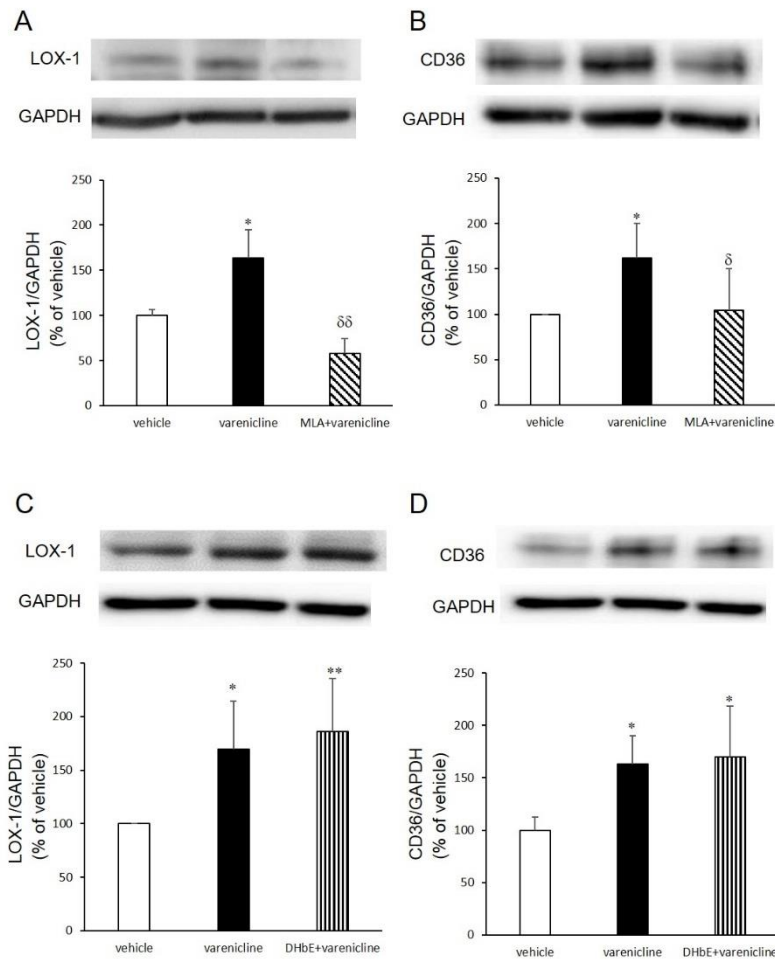 A
LOX-1
GAPDH
LOX-1/GAPDH
(% of vehicle)
250
200
150
100
50
0
*
δδ
vehicle
varenicline
MLA+varenicline
B
CD36
GAPDH
CD36/GAPDH
(% of vehicle)
250
200
150
100
50
0
*
δ
vehicle
varenicline
MLA+varenicline
C
LOX-1
GAPDH
LOX-1/GAPDH
(% of vehicle)
250
200
150
100
50
0
*
**
vehicle
varenicline
DHbE+varenicline
D
CD36
GAPDH
CD36/GAPDH
(% of vehicle)
250
200
150
100
50
0
*
*
vehicle
varenicline
DHbE+varenicline